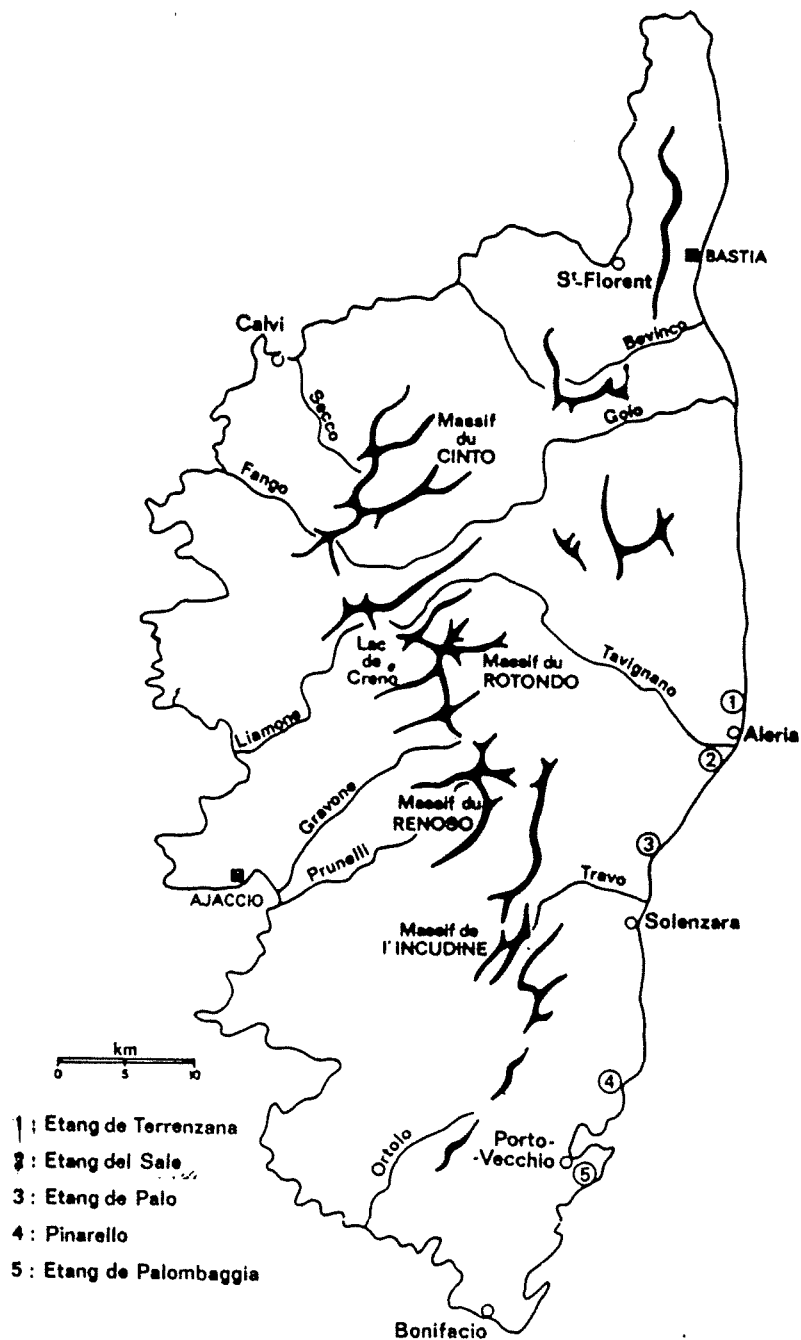 BASTIA
St-Florent
Calvi
Bevinco
Secco
Golo
Massif
du
CINTO
Fango
Lac
de
Creno
Massif du
ROTONDO
Tavignano
1
Liamone
Aleria
2
Gravone
Massif du
RENOSO
3
Prunelli
Travo
AJACCIO
Solenzara
Massif de
l'INCUDINE
km
0 5 10
4
1 : Etang de Terrenzana
2 : Etang del Sale
3 : Etang de Palo
4 : Pinarello
5 : Etang de Palombaggia
Ortolo
Porto-
-Vecchio
5
Bonifacio